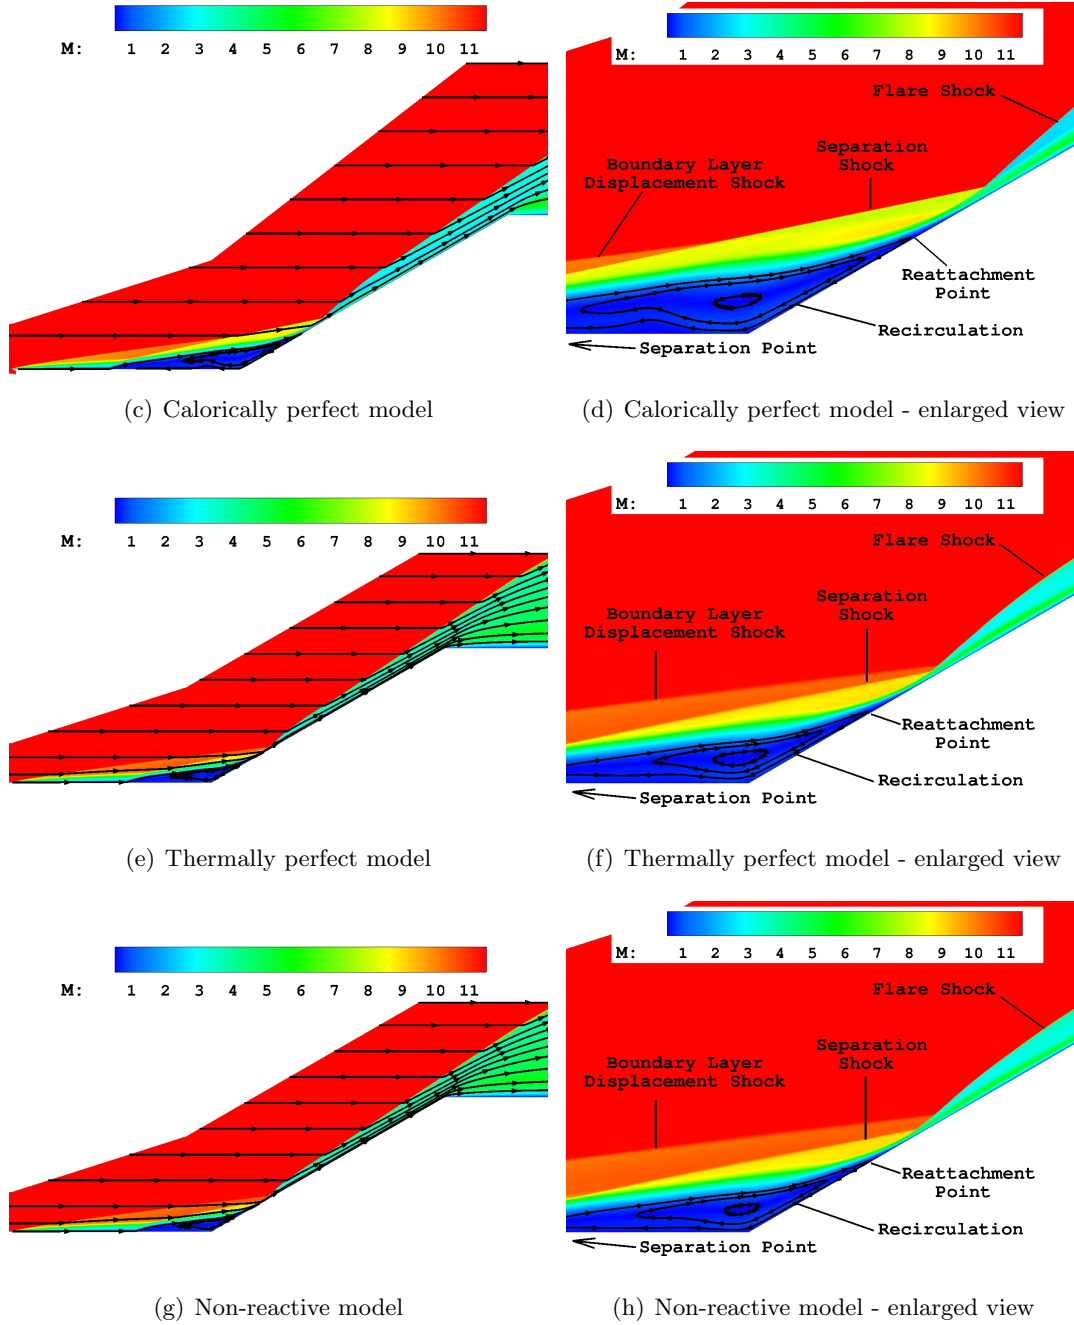 M: 1 2 3 4 5 6 7 8 9 10 11
M: 1 2 3 4 5 6 7 8 9 10 11
Flare Shock
Separation
Shock
Boundary Layer
Displacement Shock
Reattachment
Point
Recirculation
Separation Point
(c) Calorically perfect model
(d) Calorically perfect model - enlarged view
M: 1 2 3 4 5 6 7 8 9 10 11
M: 1 2 3 4 5 6 7 8 9 10 11
Flare Shock
Separation
Shock
Boundary Layer
Displacement Shock
Reattachment
Point
Recirculation
Separation Point
(e) Thermally perfect model
(f) Thermally perfect model - enlarged view
M: 1 2 3 4 5 6 7 8 9 10 11
M: 1 2 3 4 5 6 7 8 9 10 11
Flare Shock
Separation
Shock
Boundary Layer
Displacement Shock
Reattachment
Point
Recirculation
Separation Point
(g) Non-reactive model
(h) Non-reactive model - enlarged view